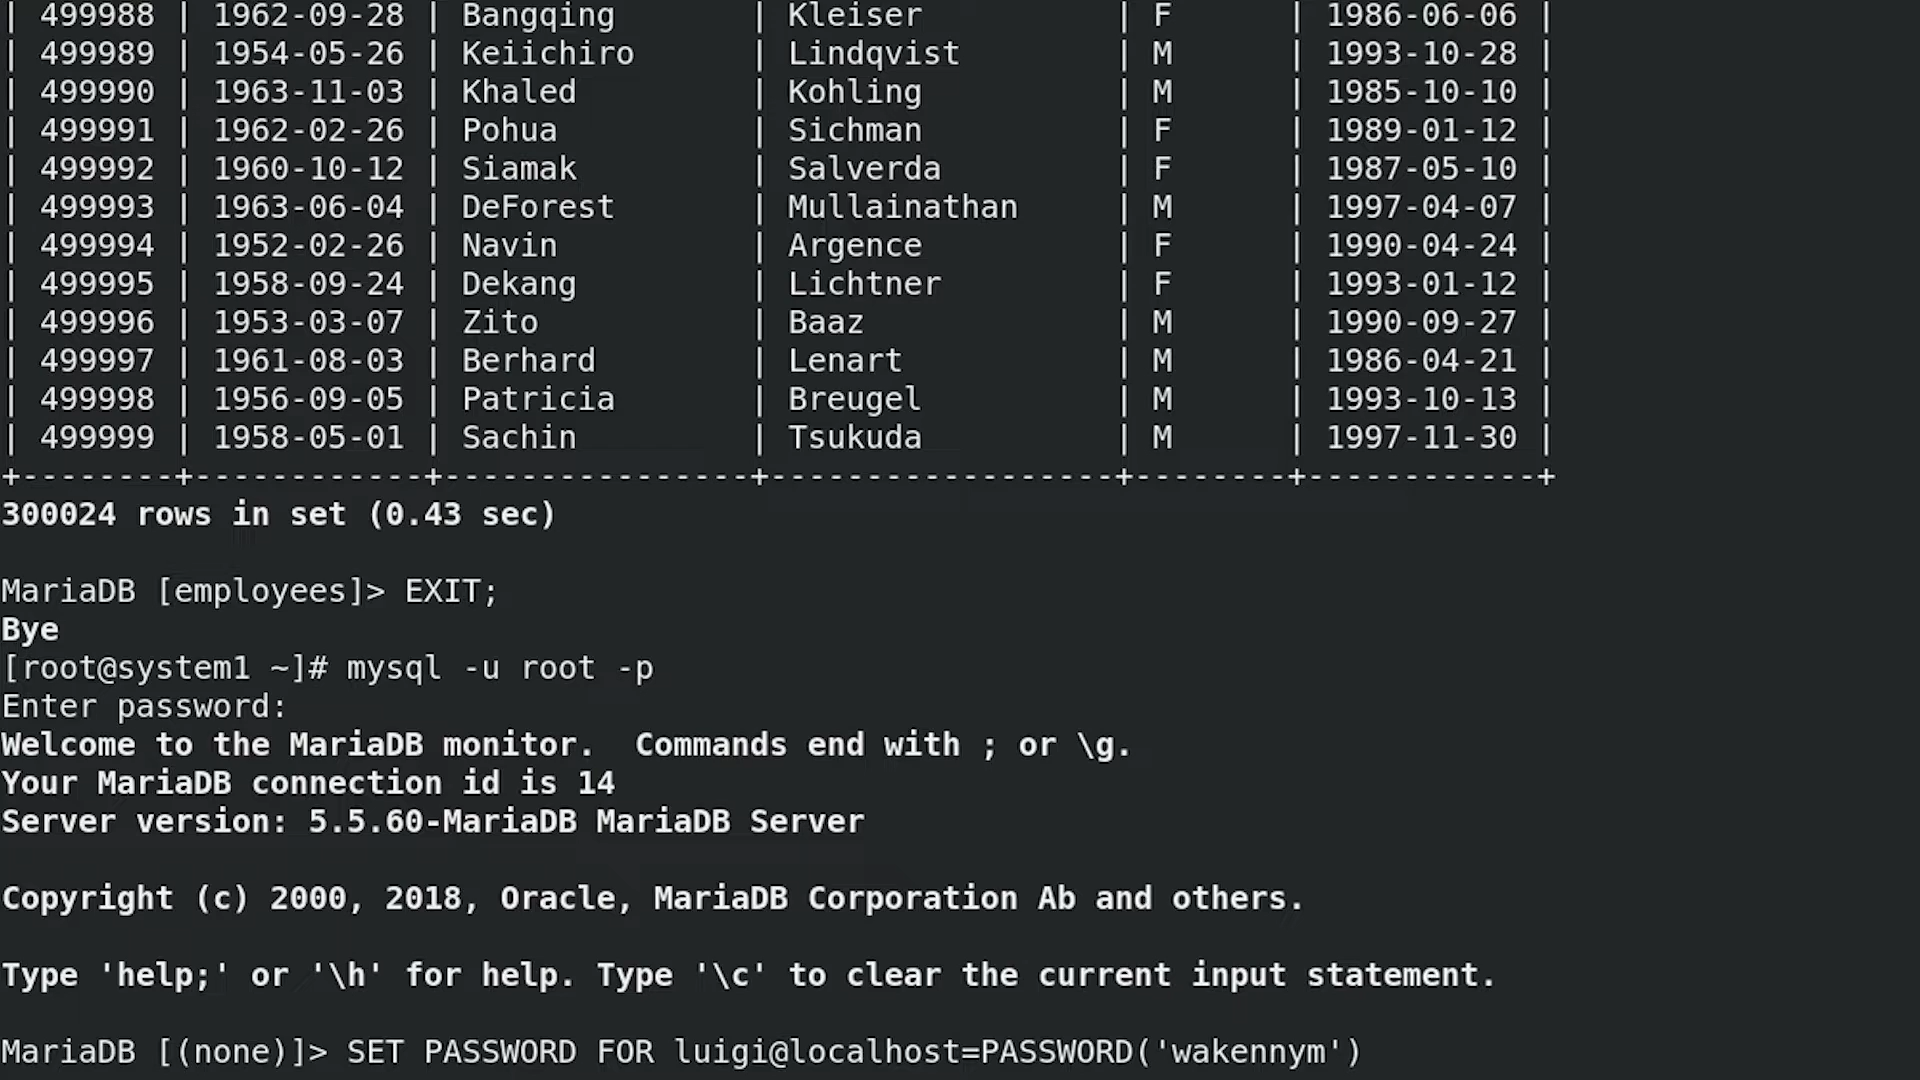 | 499988 | 1962-09-28 | Bangqing       | Kleiser          | F      | 1986-06-06 |
| 499989 | 1954-05-26 | Keiichiro      | Lindqvist        | M      | 1993-10-28 |
| 499990 | 1963-11-03 | Khaled         | Kohling          | M      | 1985-10-10 |
| 499991 | 1962-02-26 | Pohua          | Sichman          | F      | 1989-01-12 |
| 499992 | 1960-10-12 | Siamak         | Salverda         | F      | 1987-05-10 |
| 499993 | 1963-06-04 | DeForest       | Mullainathan     | M      | 1997-04-07 |
| 499994 | 1952-02-26 | Navin          | Argence          | F      | 1990-04-24 |
| 499995 | 1958-09-24 | Dekang         | Lichtner         | F      | 1993-01-12 |
| 499996 | 1953-03-07 | Zito           | Baaz             | M      | 1990-09-27 |
| 499997 | 1961-08-03 | Berhard        | Lenart           | M      | 1986-04-21 |
| 499998 | 1956-09-05 | Patricia       | Breugel          | M      | 1993-10-13 |
| 499999 | 1958-05-01 | Sachin         | Tsukuda          | M      | 1997-11-30 |
+--------+------------+----------------+------------------+--------+------------+
300024 rows in set (0.43 sec)
MariaDB [employees]> EXIT;
Bye
[root@system1 ~]# mysql -u root -p
Enter password:
Welcome to the MariaDB monitor.  Commands end with ; or \g.
Your MariaDB connection id is 14
Server version: 5.5.60-MariaDB MariaDB Server
Copyright (c) 2000, 2018, Oracle, MariaDB Corporation Ab and others.
Type 'help;' or '\h' for help. Type '\c' to clear the current input statement.
MariaDB [(none)]> SET PASSWORD FOR luigi@localhost=PASSWORD('wakennym')